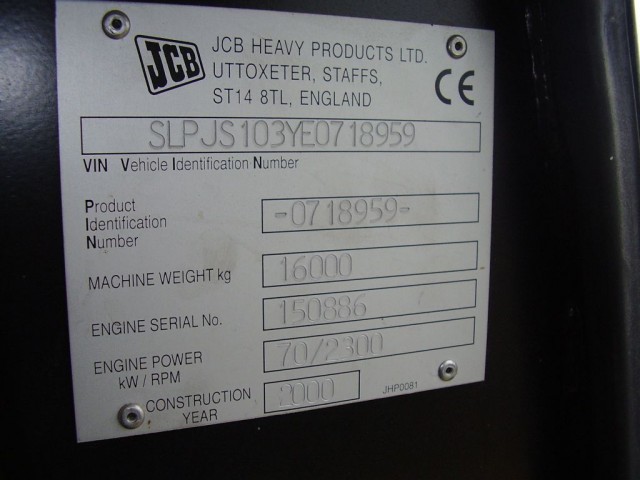 JCB
JCB HEAVY PRODUCTS LTD.
UTTOXETER, STAFFS,
ST14 8TL, ENGLAND
CE
SLPJS103YE0718959
VIN Vehicle Identification Number
Product
Identification
Number
-0718959-
MACHINE WEIGHT kg
16000
ENGINE SERIAL No.
150886
ENGINE POWER
kW / RPM
70/2300
CONSTRUCTION
YEAR
2000
JHP0081